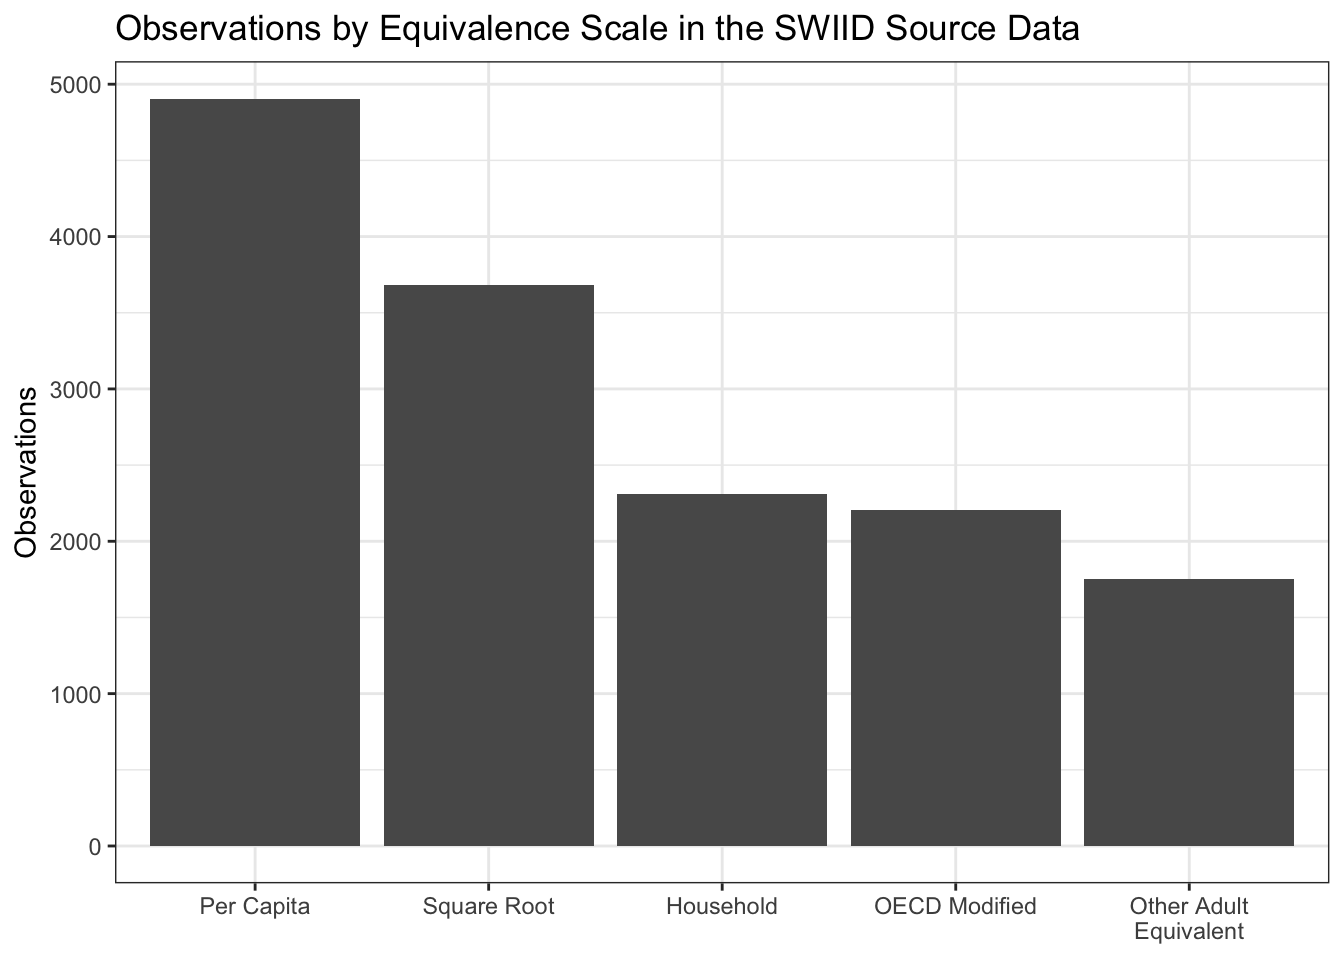 Observations by Equivalence Scale in the SWIID Source Data
Observations
5000
4000
3000
2000
1000
0
Per Capita
Square Root
Household
OECD Modified
Other Adult
Equivalent